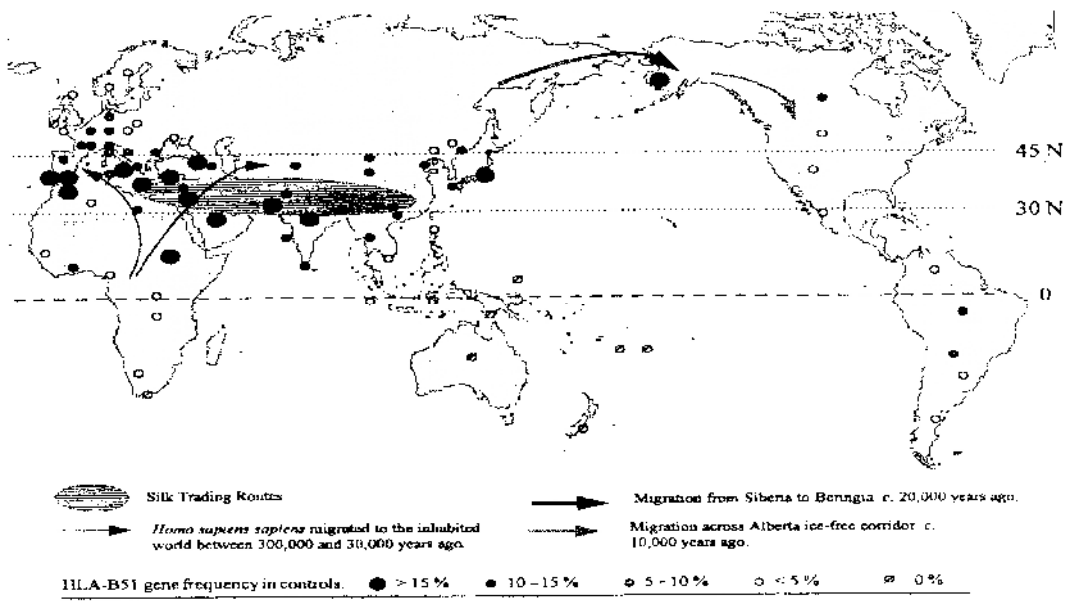 45 N
30 N
0
Silk Trading Routes
Migration from Siberia to Beringia c. 20,000 years ago.
Homo sapiens sapiens migrated to the inhabited
world between 300,000 and 30,000 years ago.
Migration across Alberta ice-free corridor c.
10,000 years ago.
HLA-B51 gene frequency in controls. >15% 10-15% 5-10% <5% 0%